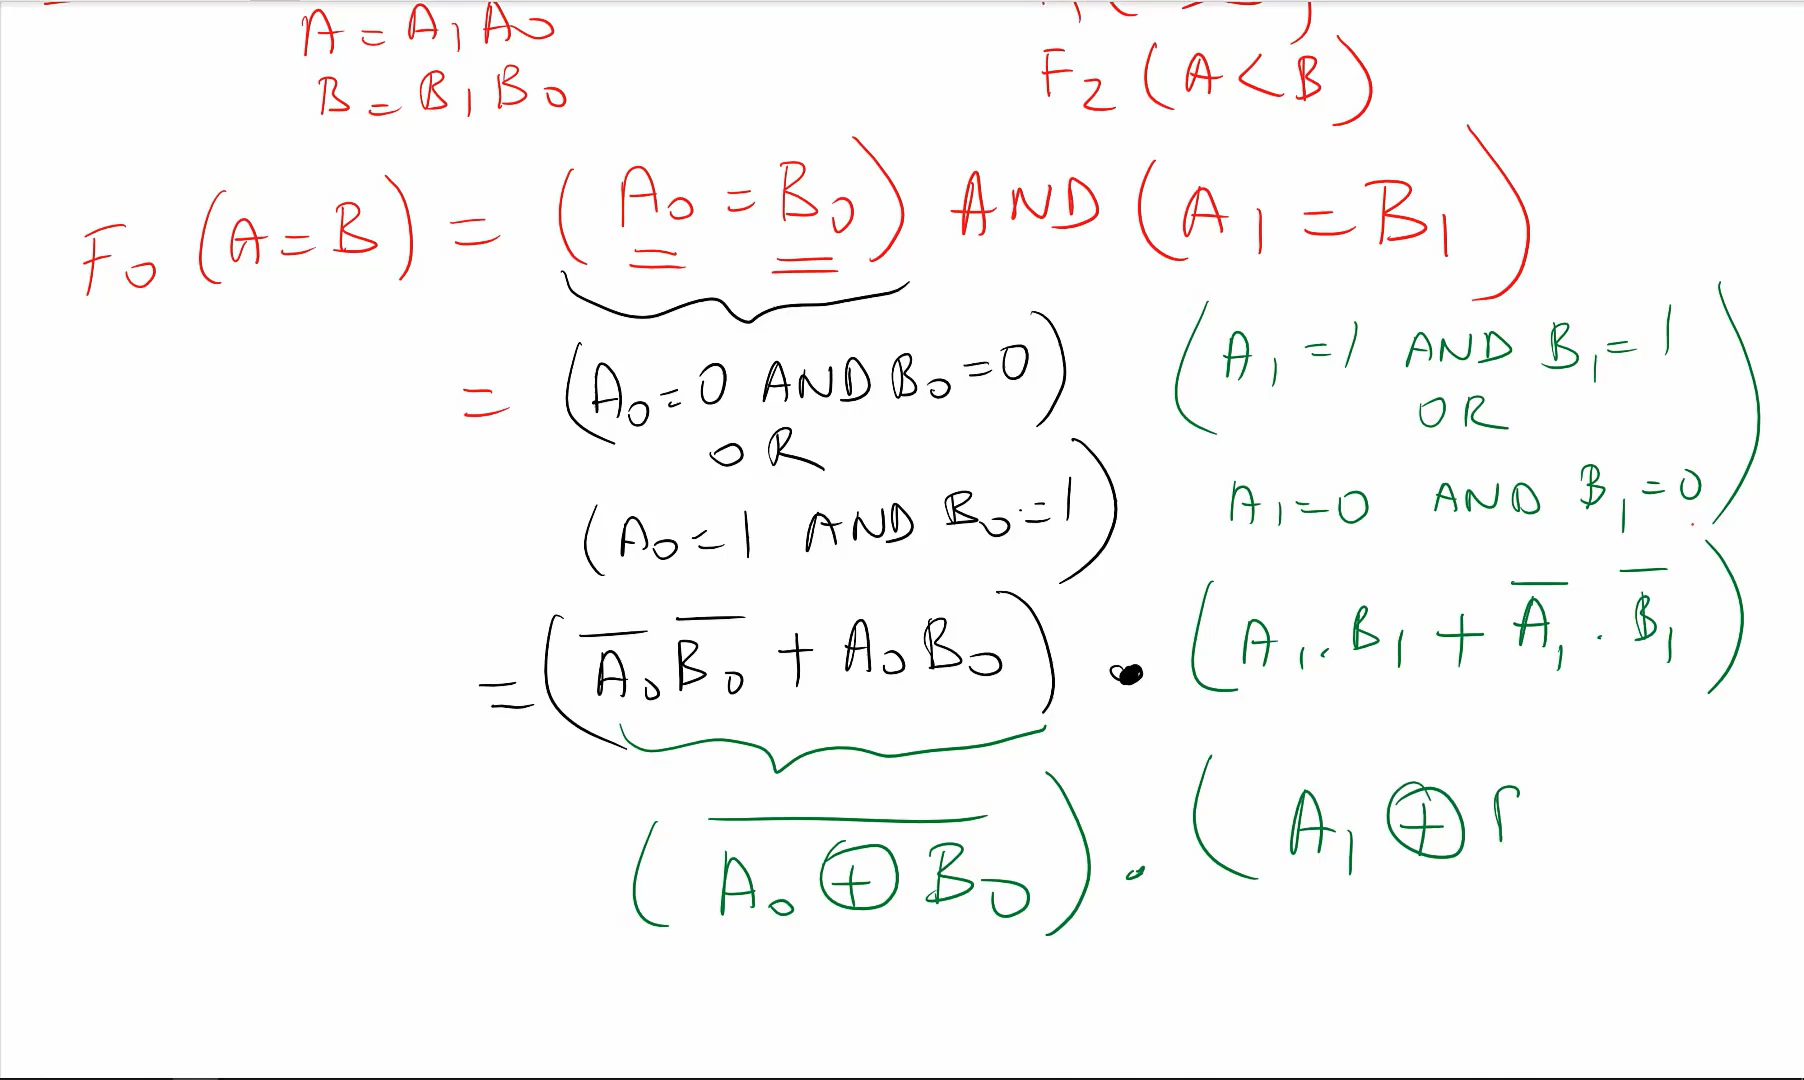 A = A₁ A₀
B = B₁ B₀
F₂ (A < B)
F₀ (A = B) = (A₀ = B₀) AND (A₁ = B₁)
= (A₀ = 0 AND B₀ = 0)
OR
(A₀ = 1 AND B₀ = 1)
(A₁ = 1 AND B₁ = 1
OR
A₁ = 0 AND B₁ = 0)
= (A̅₀ B̅₀ + A₀ B₀) · (A₁ · B₁ + A̅₁ · B̅₁)
(\overline{A₀ ⊕ B₀}) · (A₁ ⊕